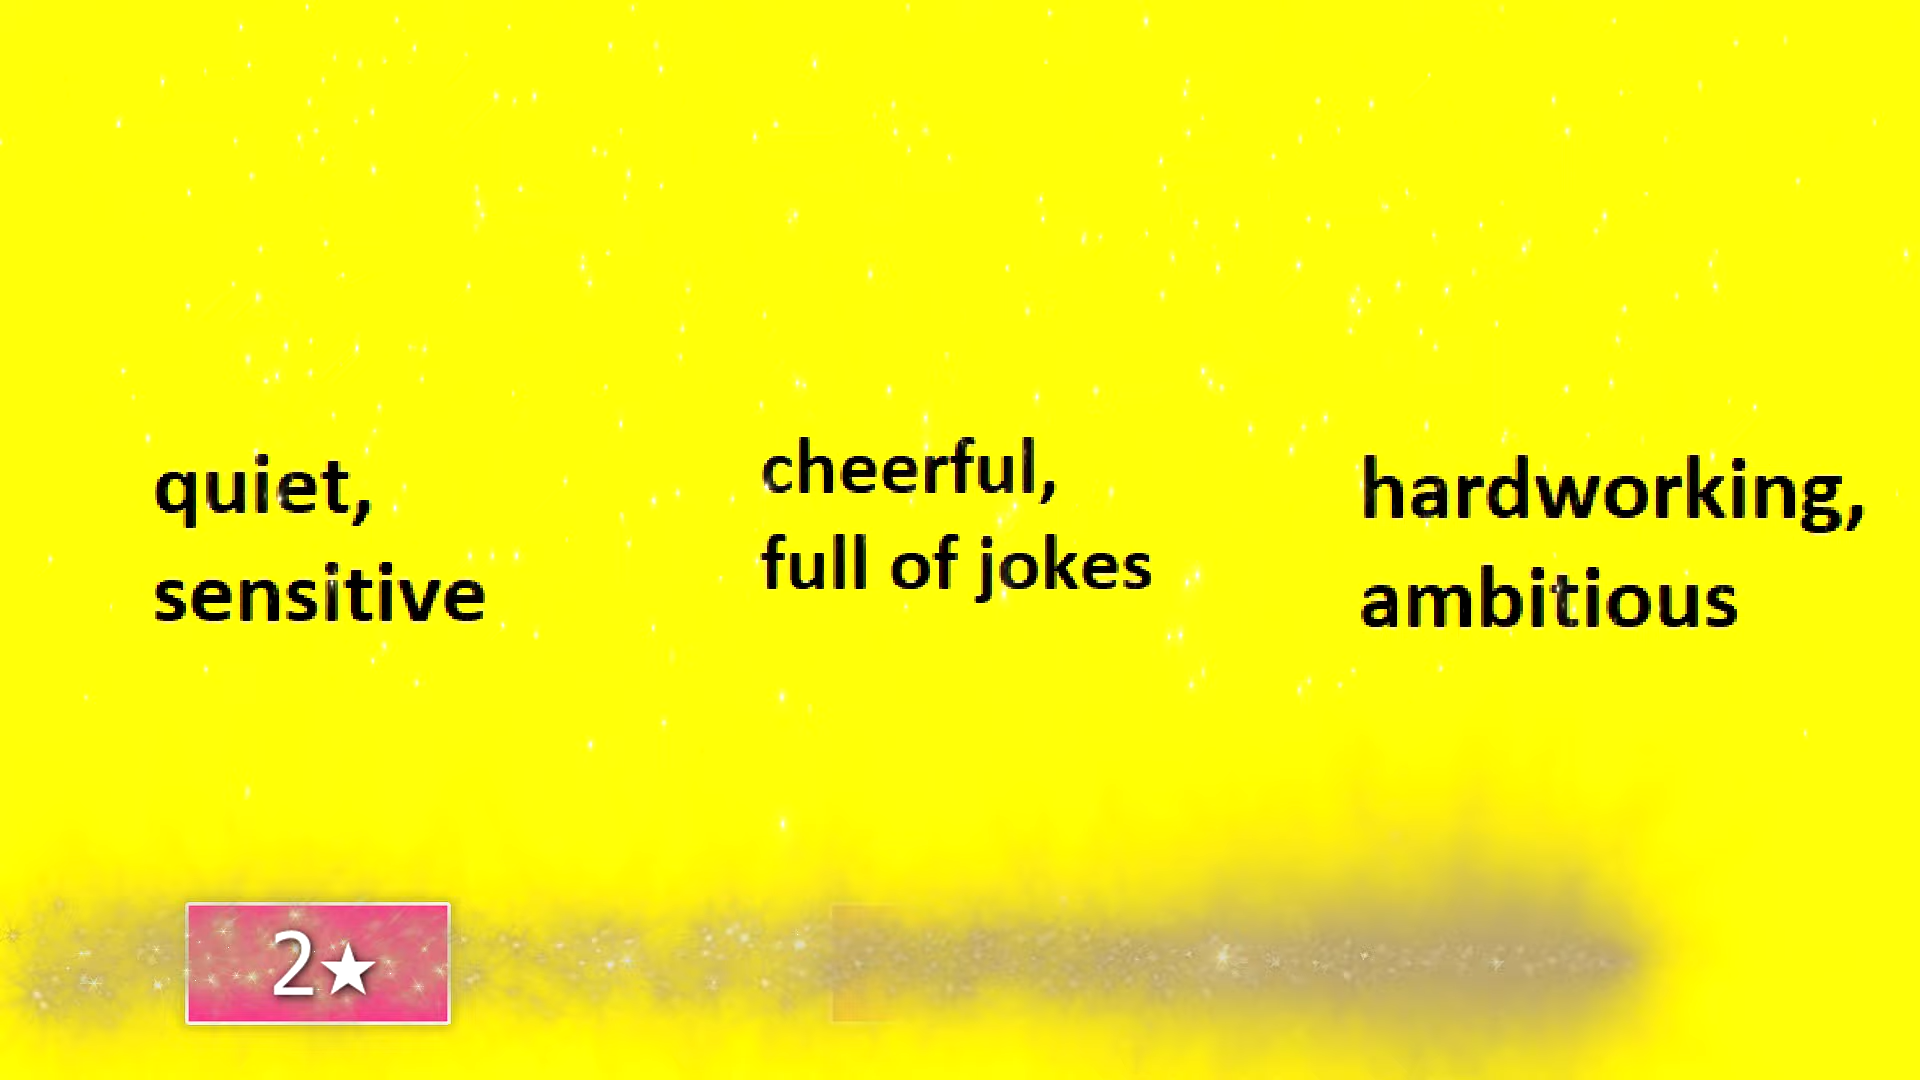 quiet,
sensitive
cheerful,
full of jokes
hardworking,
ambitious
2★